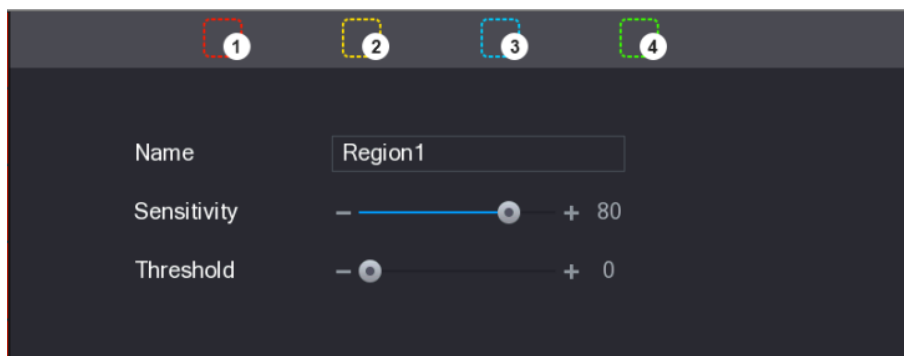 1 2 3 4
Name Region1
Sensitivity − + 80
Threshold − + 0